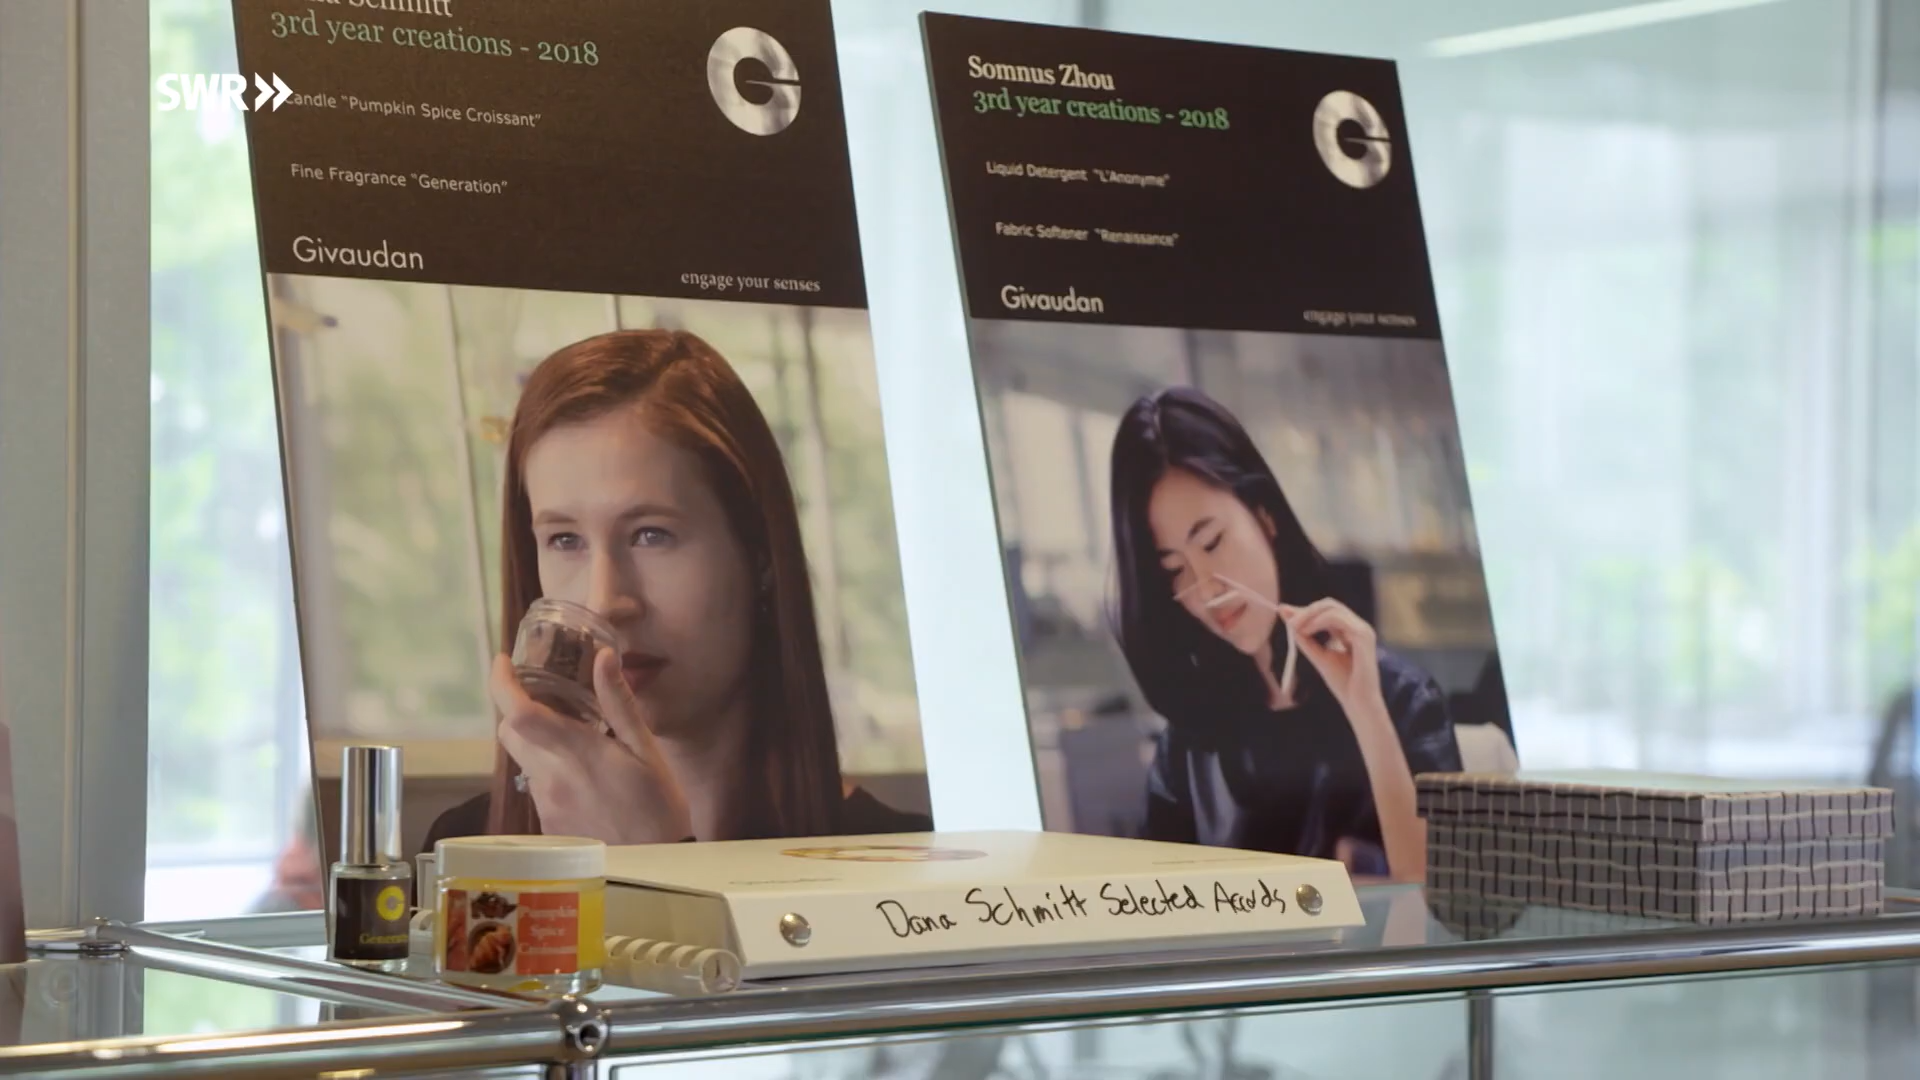 Schmitt
3rd year creations - 2018
Candle "Pumpkin Spice Croissant"
Fine Fragrance "Generation"
Givaudan
engage your senses
SWR
Somnus Zhou
3rd year creations - 2018
Liquid Detergent "L'Anonyme"
Fabric Softener "Renaissance"
Givaudan
engage your senses
Pumpkin
Spice
Croissant
Dana Schmitt Selected Accords